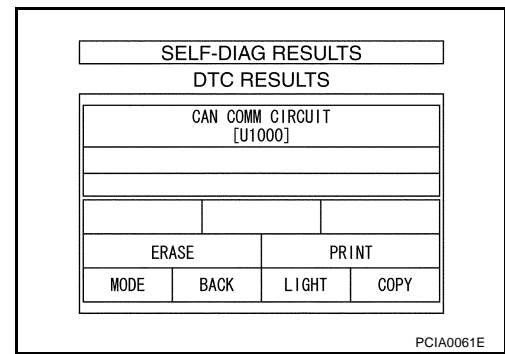 SELF-DIAG RESULTS
DTC RESULTS
CAN COMM CIRCUIT
[U1000]
ERASE PRINT
MODE BACK LIGHT COPY
PCIA0061E